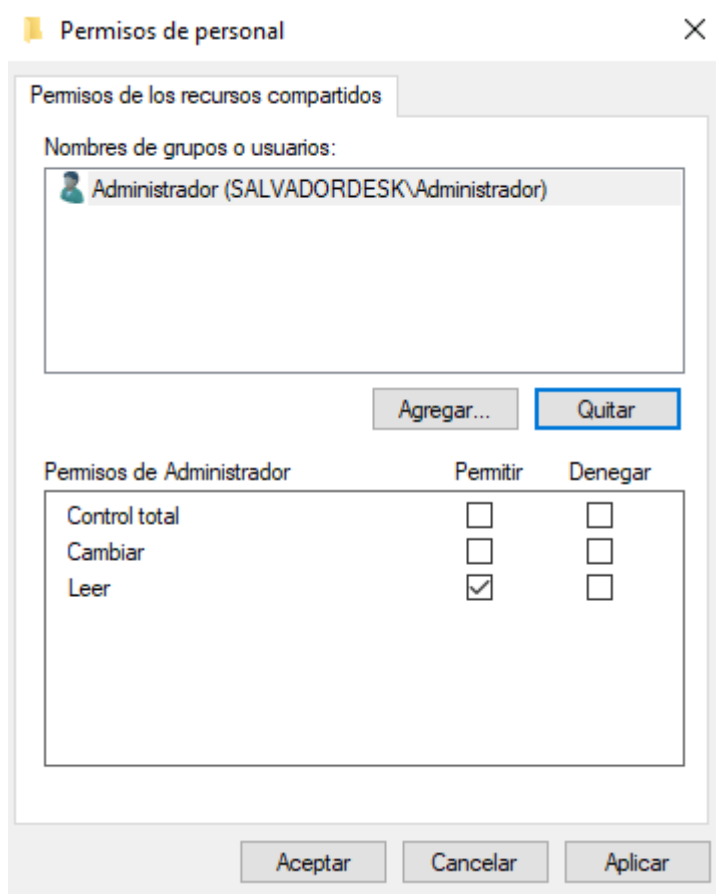 Permisos de personal
Permisos de los recursos compartidos
Nombres de grupos o usuarios:
Administrador (SALVADORDESK\Administrador)
Agregar... Quitar
Permisos de Administrador Permitir Denegar
Control total
Cambiar
Leer
Aceptar Cancelar Aplicar